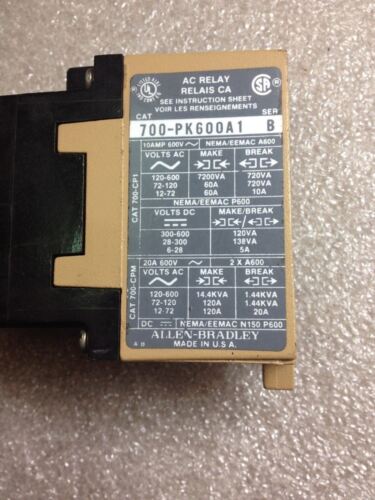 AC RELAY
RELAIS CA
SEE INSTRUCTION SHEET
VOIR LES RENSEIGNEMENTS
CAT SER
700-PK600A1 B
10AMP 600V NEMA/EEMAC A600
VOLTS AC MAKE BREAK
120-600 7200VA 720VA
72-120 60A 720VA
12-72 60A 10A
NEMA/EEMAC P600
VOLTS DC MAKE/BREAK
300-600 120VA
28-300 138VA
6-28 5A
20A 600V 2 X A600
VOLTS AC MAKE BREAK
120-600 14.4KVA 1.44KVA
72-120 120A 1.44KVA
12-72 120A 20A
DC NEMA/EEMAC N150 P600
ALLEN-BRADLEY
MADE IN U.S.A.
CAT 700-CP1
CAT 700-CPM
UL